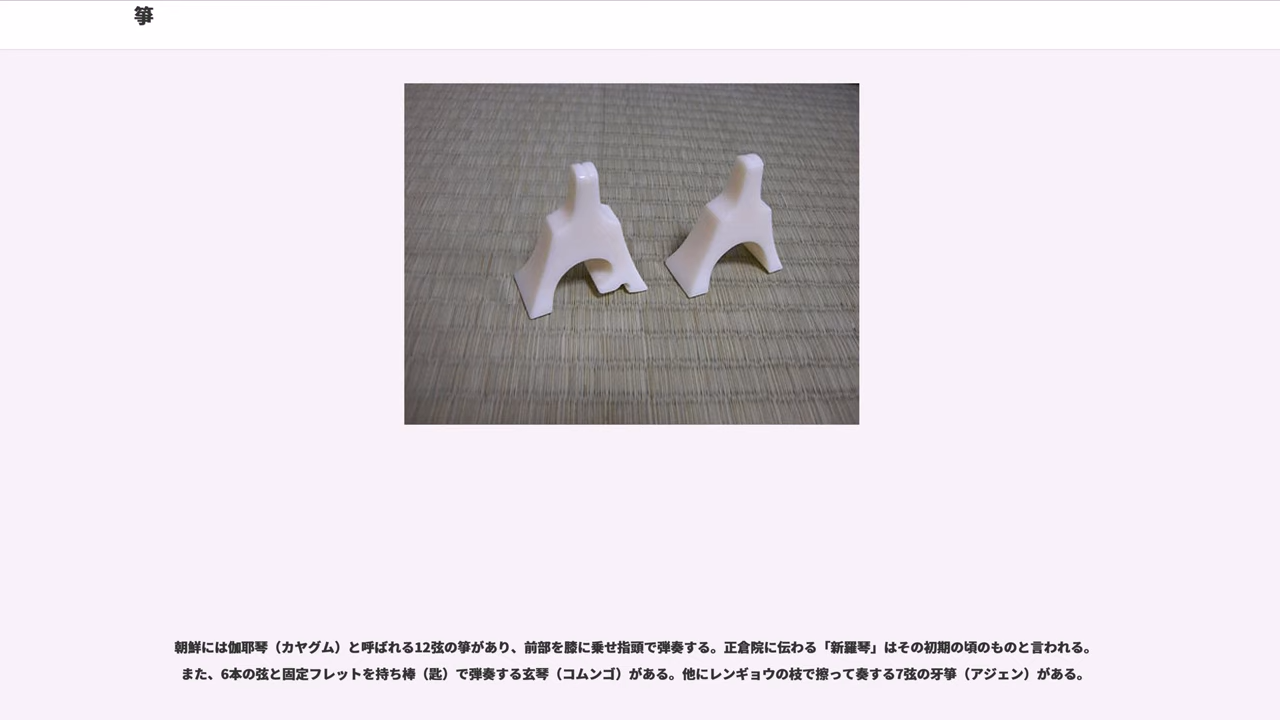 箏
朝鮮には伽耶琴（カヤグム）と呼ばれる12弦の箏があり、前部を膝に乗せ指頭で弾奏する。正倉院に伝わる「新羅琴」はその初期の頃のものと言われる。
また、6本の弦と固定フレットを持ち棒（匙）で弾奏する玄琴（コムンゴ）がある。他にレンギョウの枝で擦って奏する7弦の牙箏（アジェン）がある。